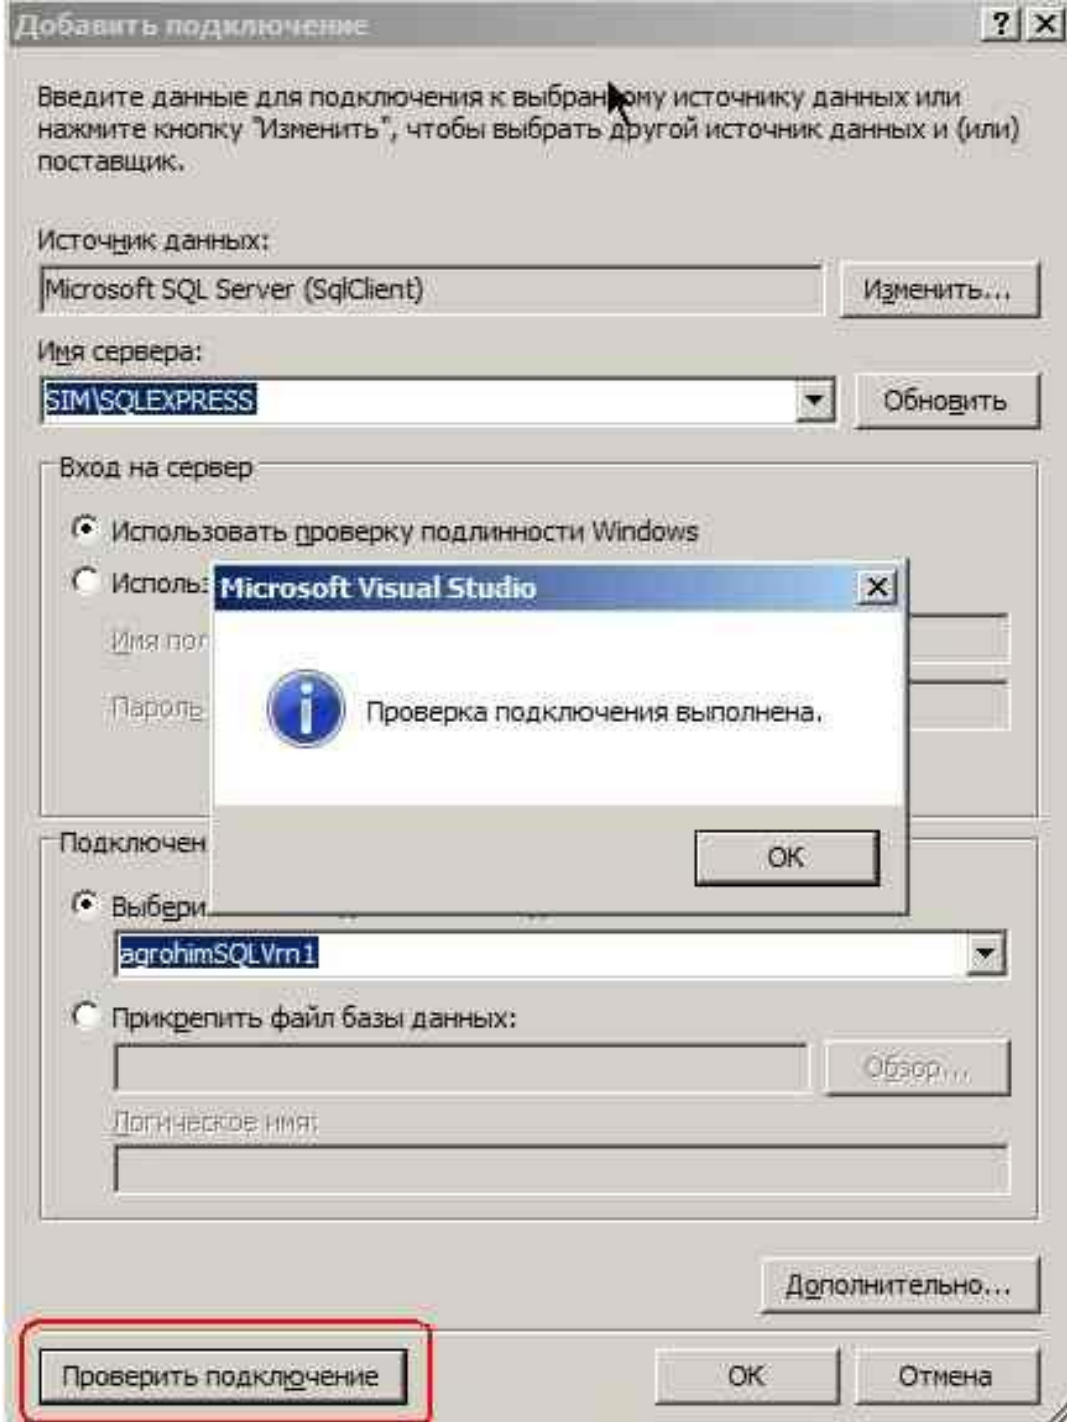 Добавить подключение
Введите данные для подключения к выбранному источнику данных или
нажмите кнопку "Изменить", чтобы выбрать другой источник данных и (или)
поставщик.
Источник данных:
Microsoft SQL Server (SqlClient)
Изменить...
Имя сервера:
SIM\SQLEXPRESS
Обновить
Вход на сервер
Использовать проверку подлинности Windows
Microsoft Visual Studio
Имя
Пароль
Проверка подключения выполнена.
OK
agrohimSQLVrn1
Прикрепить файл базы данных:
Обзор...
Логическое имя:
Дополнительно...
Проверить подключение
OK
Отмена